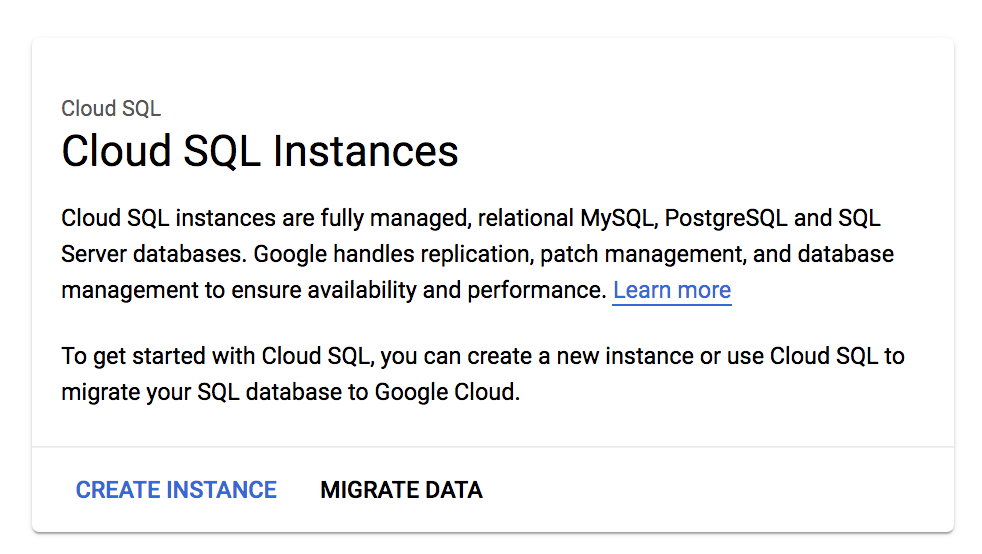 Cloud SQL
Cloud SQL Instances
Cloud SQL instances are fully managed, relational MySQL, PostgreSQL and SQL
Server databases. Google handles replication, patch management, and database
management to ensure availability and performance. Learn more
To get started with Cloud SQL, you can create a new instance or use Cloud SQL to
migrate your SQL database to Google Cloud.
CREATE INSTANCE MIGRATE DATA